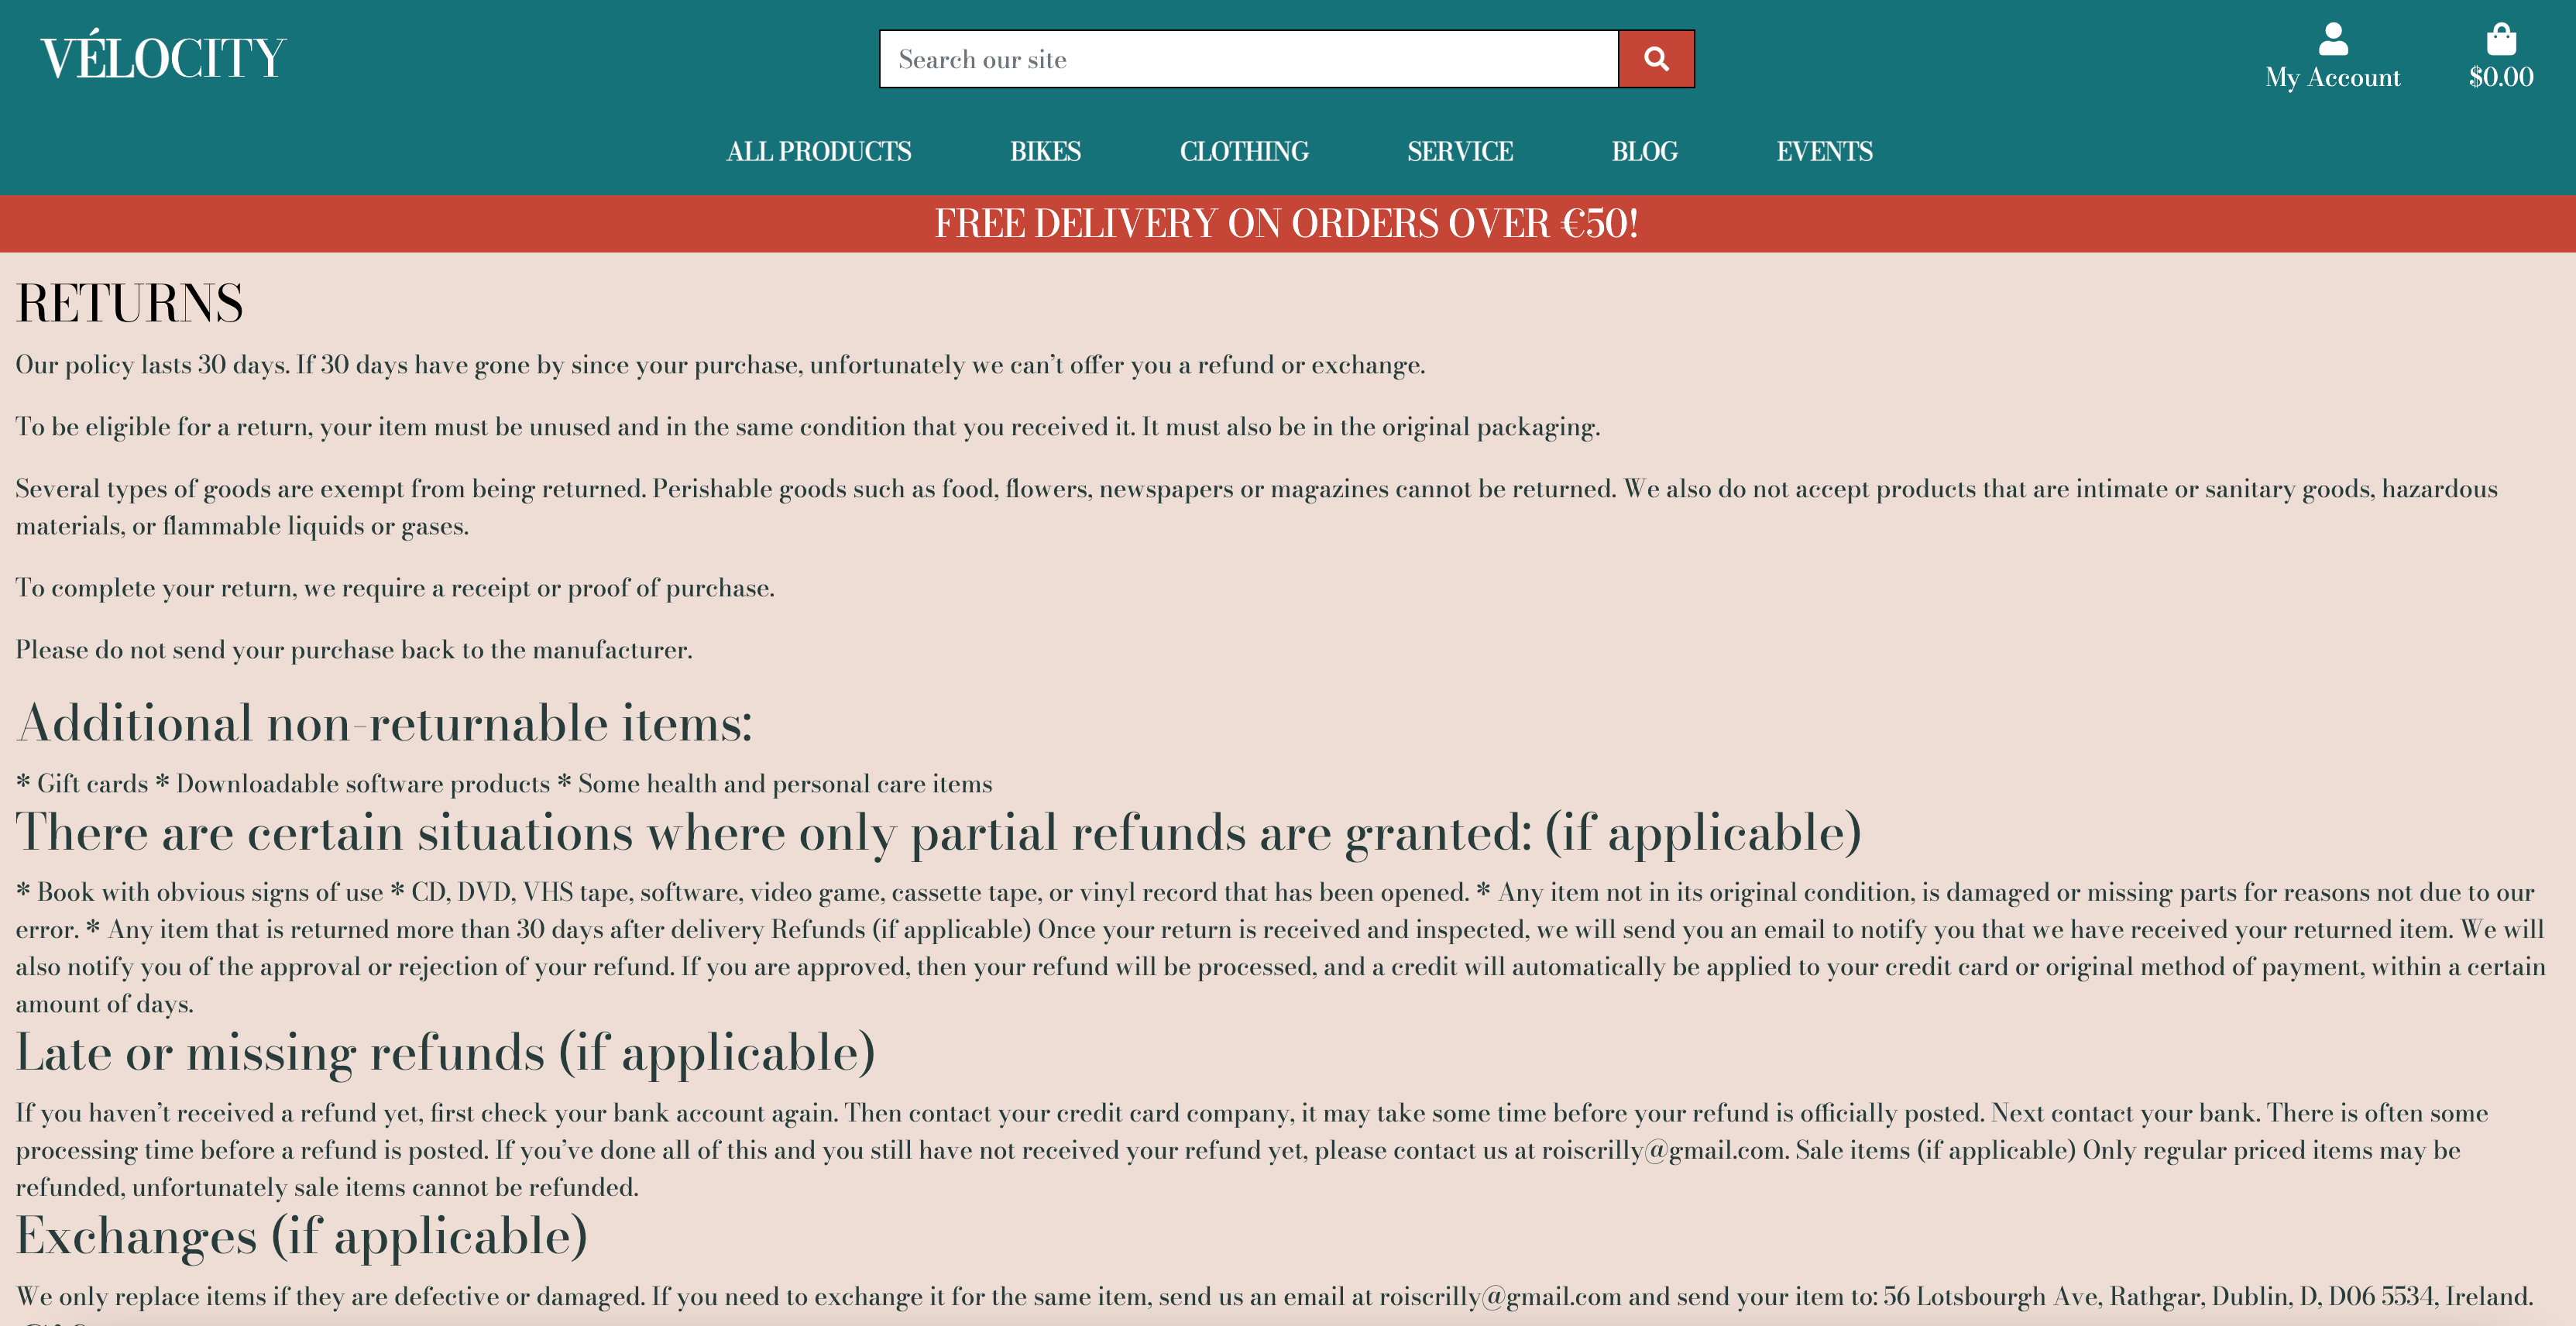 VÉLOCITY
Search our site
My Account
$0.00
ALL PRODUCTS
BIKES
CLOTHING
SERVICE
BLOG
EVENTS
FREE DELIVERY ON ORDERS OVER €50!
RETURNS
Our policy lasts 30 days. If 30 days have gone by since your purchase, unfortunately we can’t offer you a refund or exchange.
To be eligible for a return, your item must be unused and in the same condition that you received it. It must also be in the original packaging.
Several types of goods are exempt from being returned. Perishable goods such as food, flowers, newspapers or magazines cannot be returned. We also do not accept products that are intimate or sanitary goods, hazardous
materials, or flammable liquids or gases.
To complete your return, we require a receipt or proof of purchase.
Please do not send your purchase back to the manufacturer.
Additional non-returnable items:
* Gift cards * Downloadable software products * Some health and personal care items
There are certain situations where only partial refunds are granted: (if applicable)
* Book with obvious signs of use * CD, DVD, VHS tape, software, video game, cassette tape, or vinyl record that has been opened. * Any item not in its original condition, is damaged or missing parts for reasons not due to our
error. * Any item that is returned more than 30 days after delivery Refunds (if applicable) Once your return is received and inspected, we will send you an email to notify you that we have received your returned item. We will
also notify you of the approval or rejection of your refund. If you are approved, then your refund will be processed, and a credit will automatically be applied to your credit card or original method of payment, within a certain
amount of days.
Late or missing refunds (if applicable)
If you haven’t received a refund yet, first check your bank account again. Then contact your credit card company, it may take some time before your refund is officially posted. Next contact your bank. There is often some
processing time before a refund is posted. If you’ve done all of this and you still have not received your refund yet, please contact us at roiscrilly@gmail.com. Sale items (if applicable) Only regular priced items may be
refunded, unfortunately sale items cannot be refunded.
Exchanges (if applicable)
We only replace items if they are defective or damaged. If you need to exchange it for the same item, send us an email at roiscrilly@gmail.com and send your item to: 56 Lotsbourgh Ave, Rathgar, Dublin, D, D06 5534, Ireland.